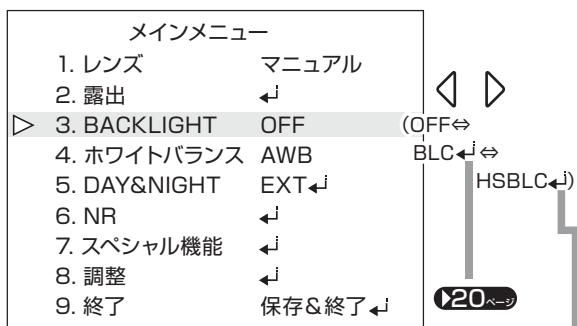 メインメニュー
1. レンズ マニュアル
2. 露出 ↲
▷ 3. BACKLIGHT OFF (OFF⇔
4. ホワイトバランス AWB BLC↲⇔
5. DAY&NIGHT EXT↲ HSBLC↲)
6. NR ↲
7. スペシャル機能 ↲
8. 調整 ↲
9. 終了 保存&終了↲ 20ページ